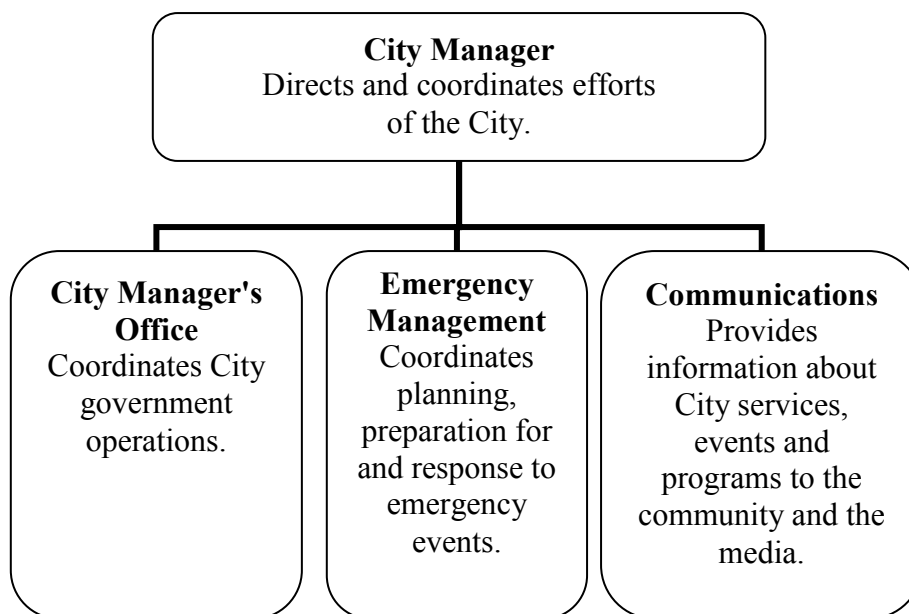 City Manager
Directs and coordinates efforts
of the City.
City Manager's
Office
Coordinates City
government
operations.
Emergency
Management
Coordinates
planning,
preparation for
and response to
emergency
events.
Communications
Provides
information about
City services,
events and
programs to the
community and the
media.